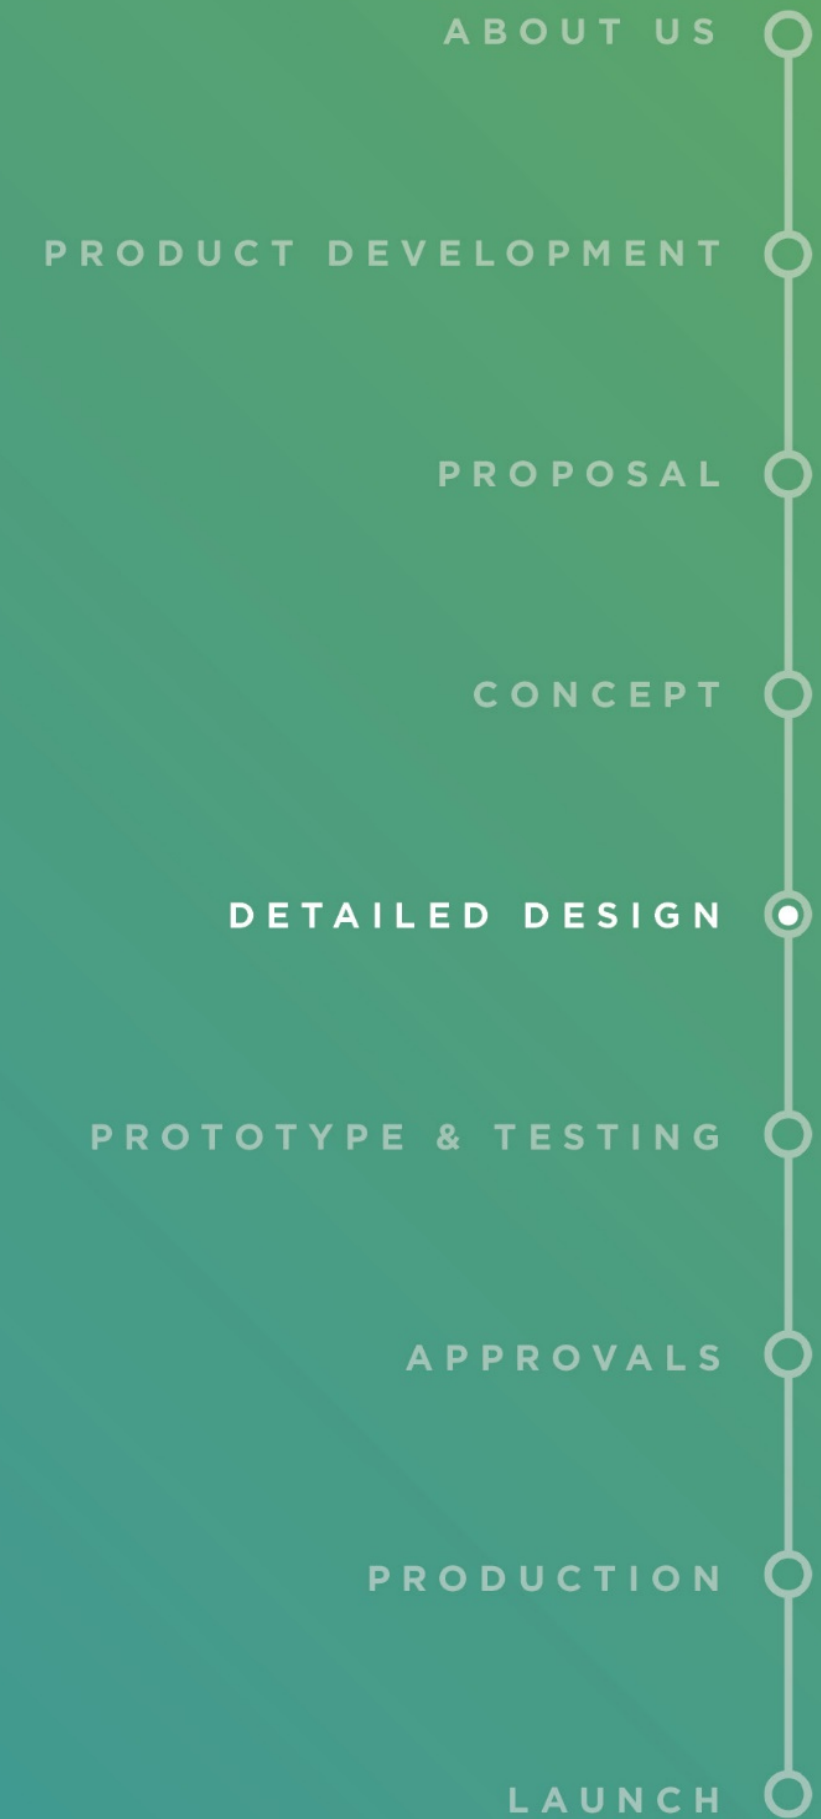 ABOUT US
PRODUCT DEVELOPMENT
PROPOSAL
CONCEPT
DETAILED DESIGN
PROTOTYPE & TESTING
APPROVALS
PRODUCTION
LAUNCH